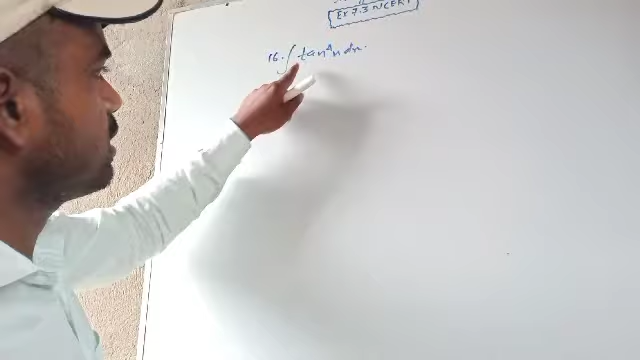 Ex 7.3 NCERT
16. ∫ tan⁴x dx.